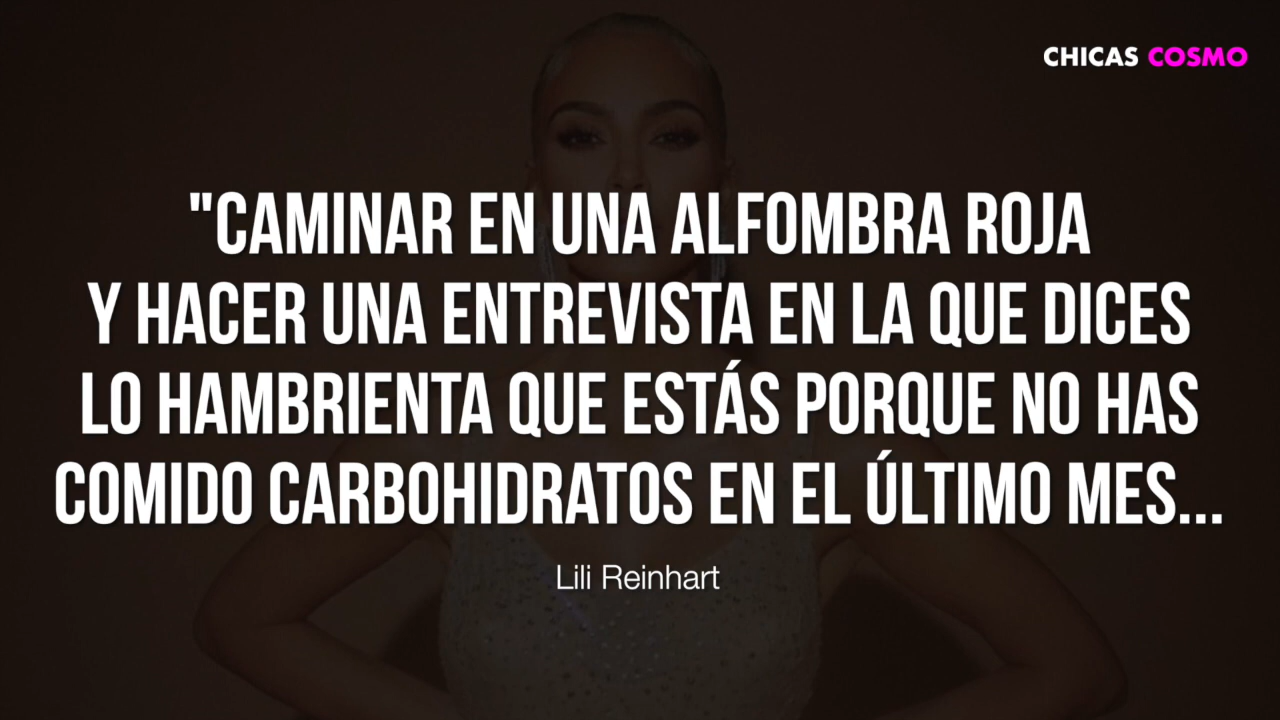 CHICAS COSMO
"CAMINAR EN UNA ALFOMBRA ROJA
Y HACER UNA ENTREVISTA EN LA QUE DICES
LO HAMBRIENTA QUE ESTÁS PORQUE NO HAS
COMIDO CARBOHIDRATOS EN EL ÚLTIMO MES...
Lili Reinhart